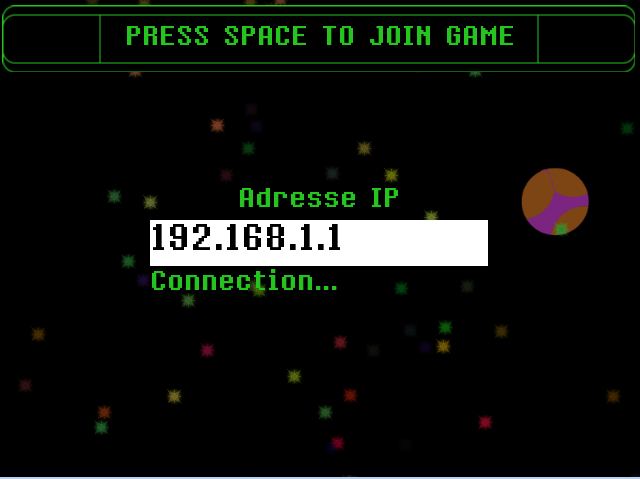 PRESS SPACE TO JOIN GAME
Adresse IP
192.168.1.1
Connection...